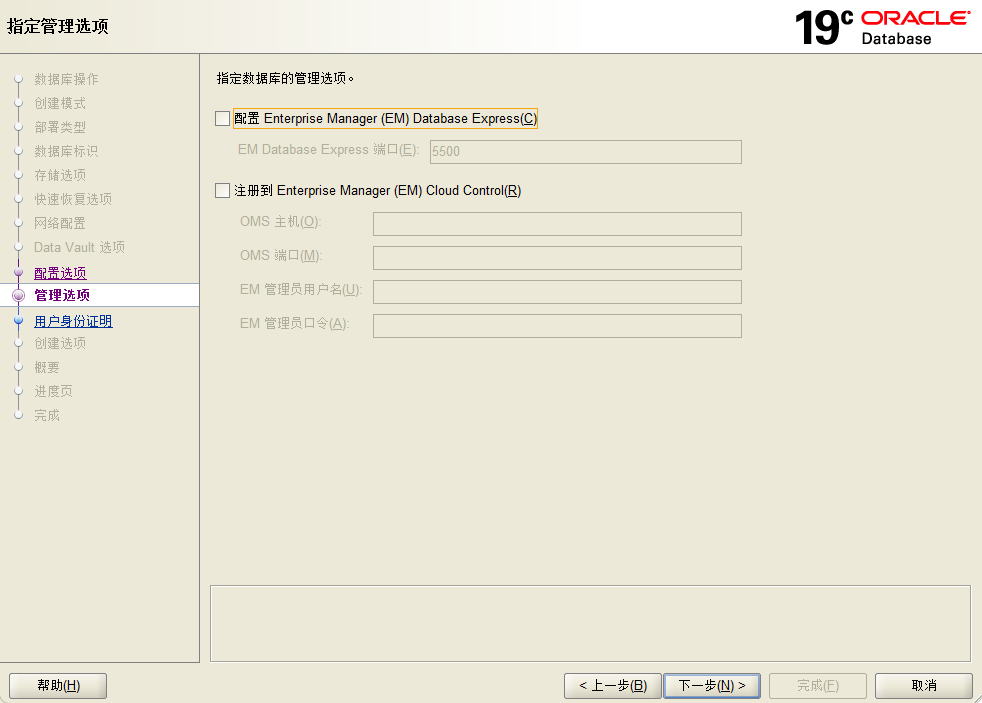 指定管理选项
19c ORACLE
Database
数据库操作
创建模式
部署类型
数据库标识
存储选项
快速恢复选项
网络配置
Data Vault 选项
配置选项
管理选项
用户身份证明
创建选项
概要
进度页
完成
指定数据库的管理选项。
配置 Enterprise Manager (EM) Database Express(C)
EM Database Express 端口(E): 5500
注册到 Enterprise Manager (EM) Cloud Control(R)
OMS 主机(O):
OMS 端口(M):
EM 管理员用户名(U):
EM 管理员口令(A):
帮助(H) < 上一步(B) 下一步(N) > 完成(F) 取消